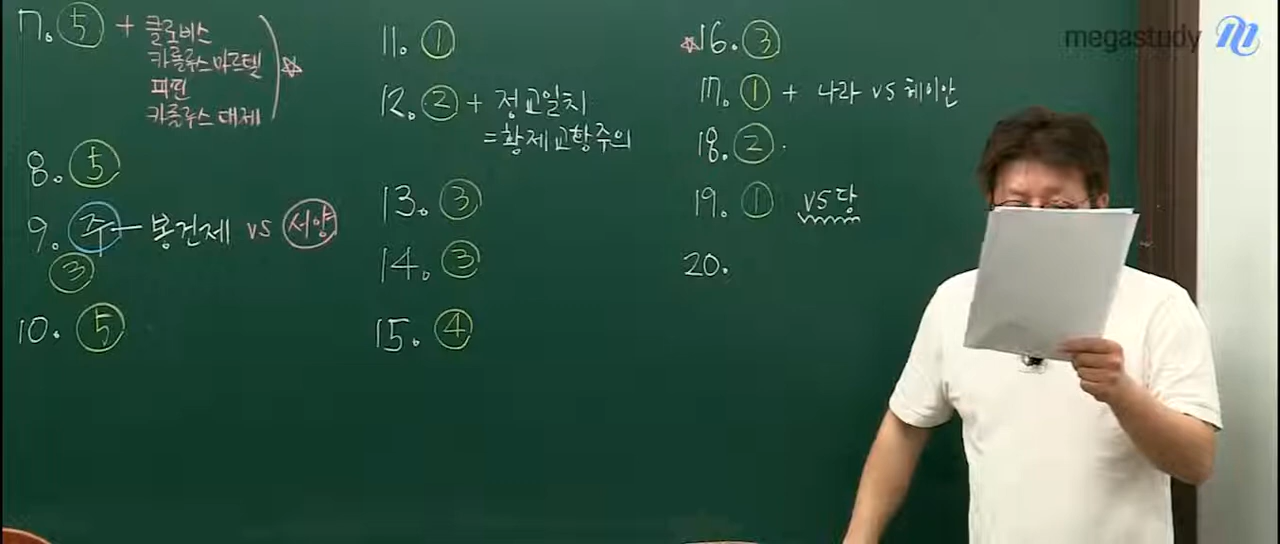 7. ⑤ + 클로비스
카롤루스 마르텔
피핀
카롤루스 대제
8. ⑤
9. 주 - 봉건제 vs 서양
③
10. ⑤
11. ①
12. ② + 정교일치
= 황제교황주의
13. ③
14. ③
15. ④
☆16. ③
17. ① + 나라 vs 헤이안
18. ②.
19. ① vs당
20.
megastudy